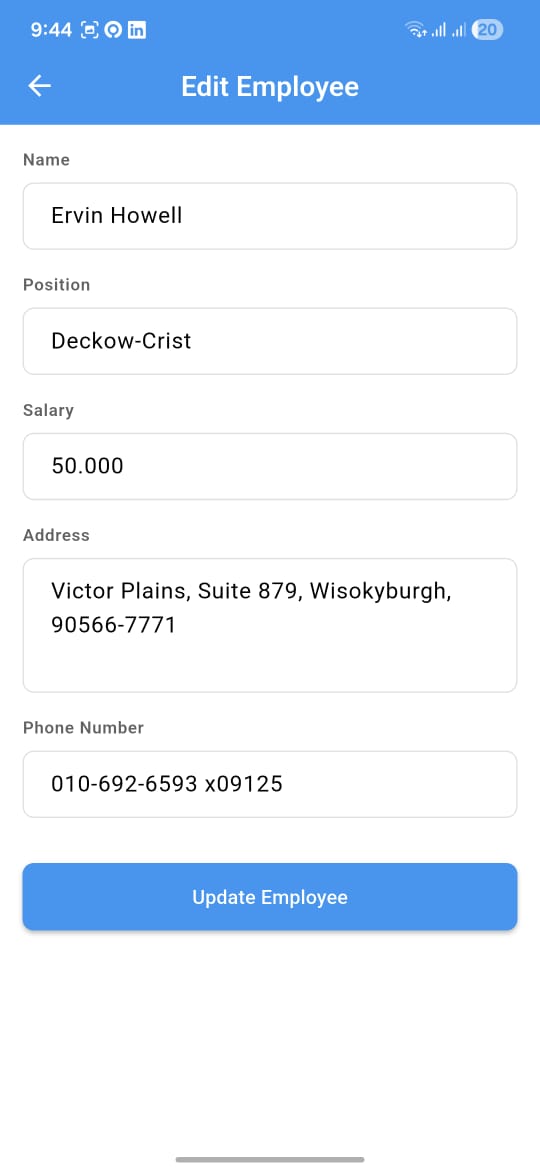 9:44
20
Edit Employee
Name
Ervin Howell
Position
Deckow-Crist
Salary
50.000
Address
Victor Plains, Suite 879, Wisokyburgh,
90566-7771
Phone Number
010-692-6593 x09125
Update Employee